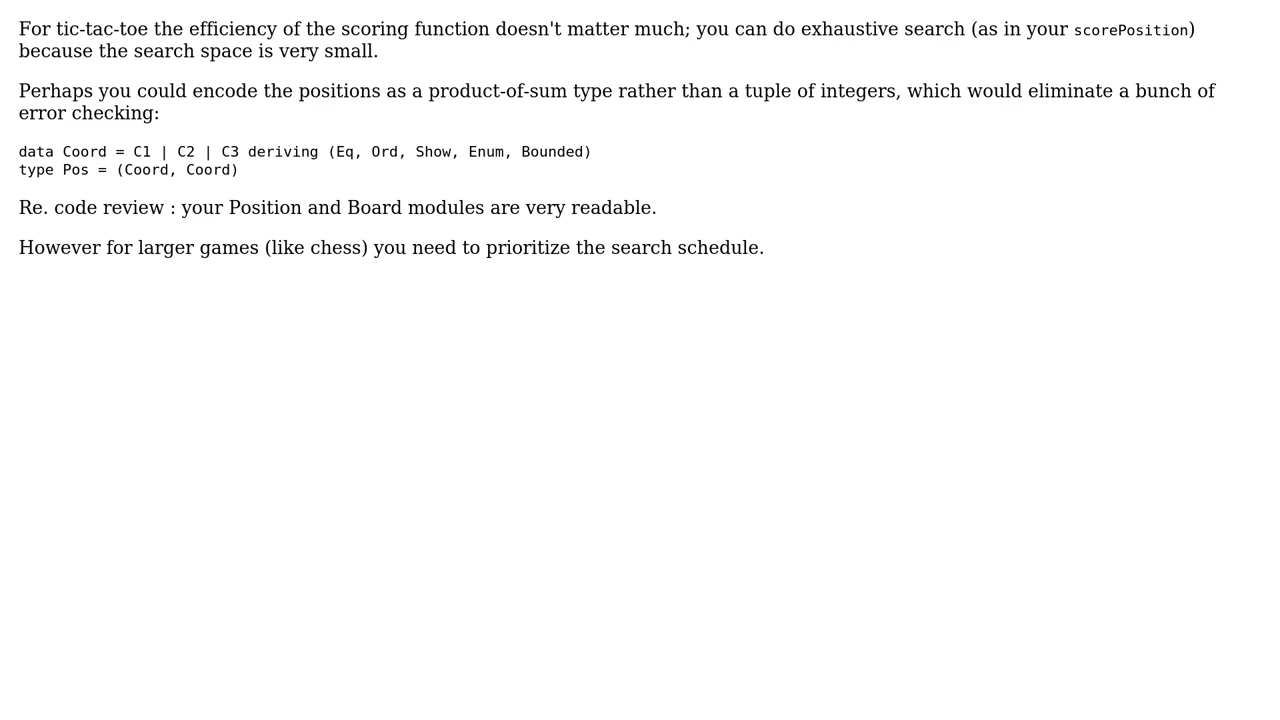 For tic-tac-toe the efficiency of the scoring function doesn't matter much; you can do exhaustive search (as in your scorePosition)
because the search space is very small.
Perhaps you could encode the positions as a product-of-sum type rather than a tuple of integers, which would eliminate a bunch of
error checking:
data Coord = C1 | C2 | C3 deriving (Eq, Ord, Show, Enum, Bounded)
type Pos = (Coord, Coord)
Re. code review : your Position and Board modules are very readable.
However for larger games (like chess) you need to prioritize the search schedule.